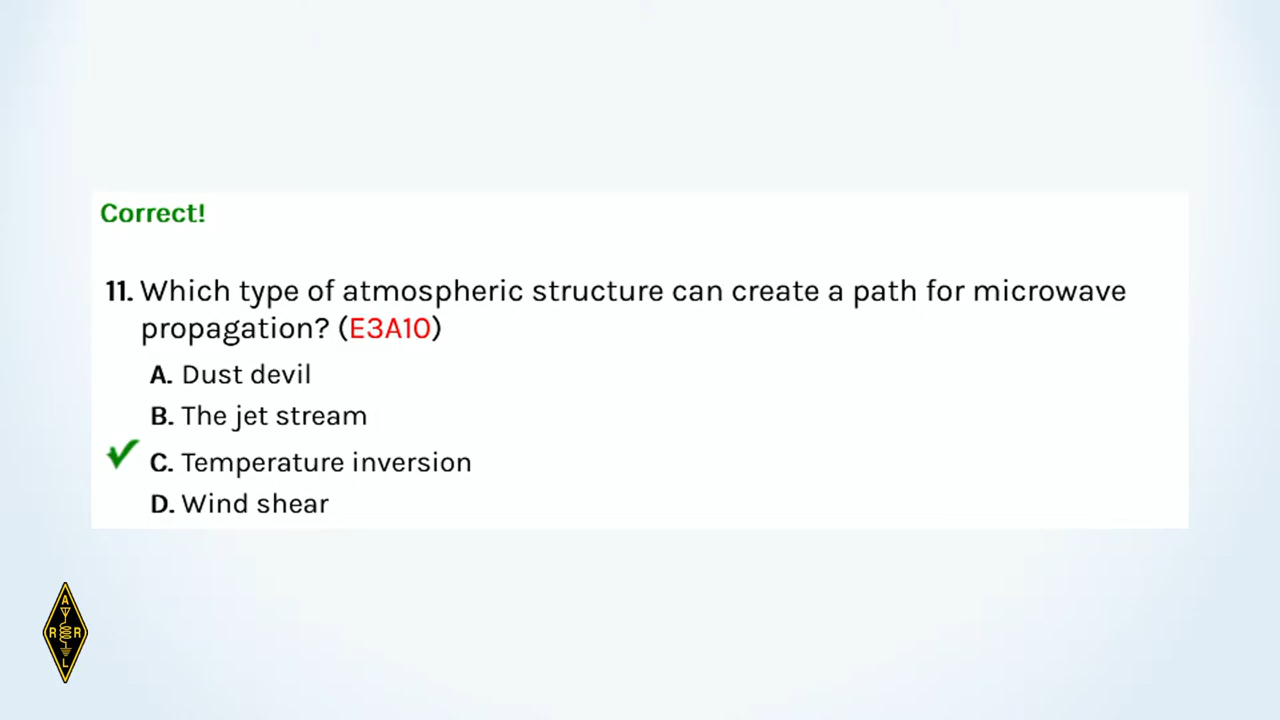 Correct!
11. Which type of atmospheric structure can create a path for microwave
propagation? (E3A10)
A. Dust devil
B. The jet stream
C. Temperature inversion
D. Wind shear
A
R R
L